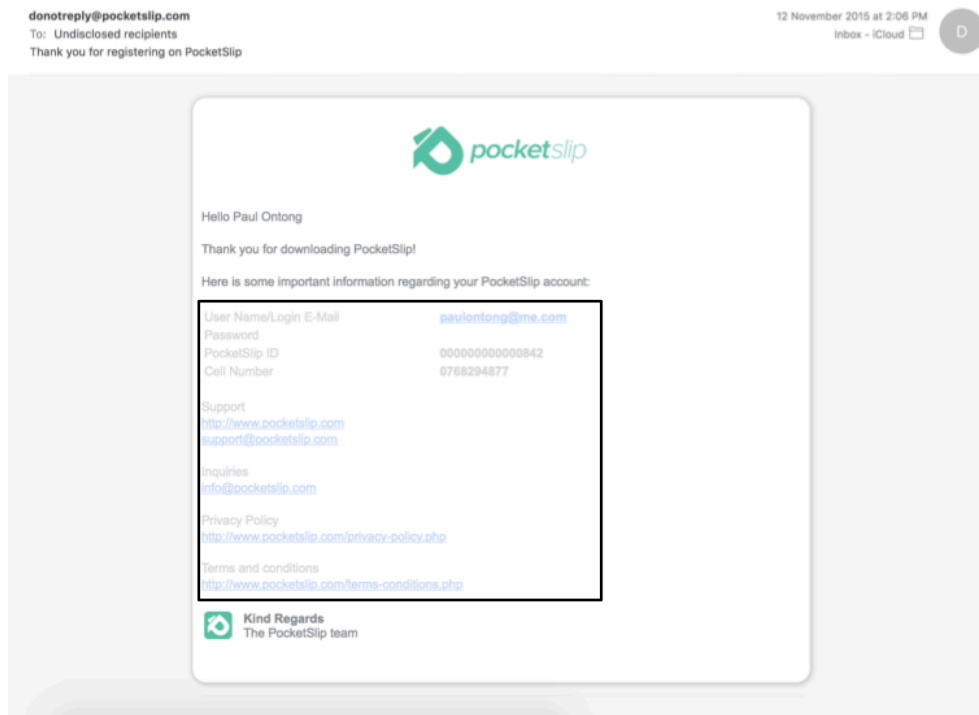 donotreply@pocketslip.com
12 November 2015 at 2:06 PM
To: Undisclosed recipients
Inbox - iCloud
D
Thank you for registering on PocketSlip
pocketslip
Hello Paul Ontong
Thank you for downloading PocketSlip!
Here is some important information regarding your PocketSlip account:
User Name/Login E-Mail paulontong@me.com
Password
PocketSlip ID 000000000000842
Cell Number 0768294877
Support
http://www.pocketslip.com
support@pocketslip.com
Inquiries
info@pocketslip.com
Privacy Policy
http://www.pocketslip.com/privacy-policy.php
Terms and conditions
http://www.pocketslip.com/terms-conditions.php
Kind Regards
The PocketSlip team